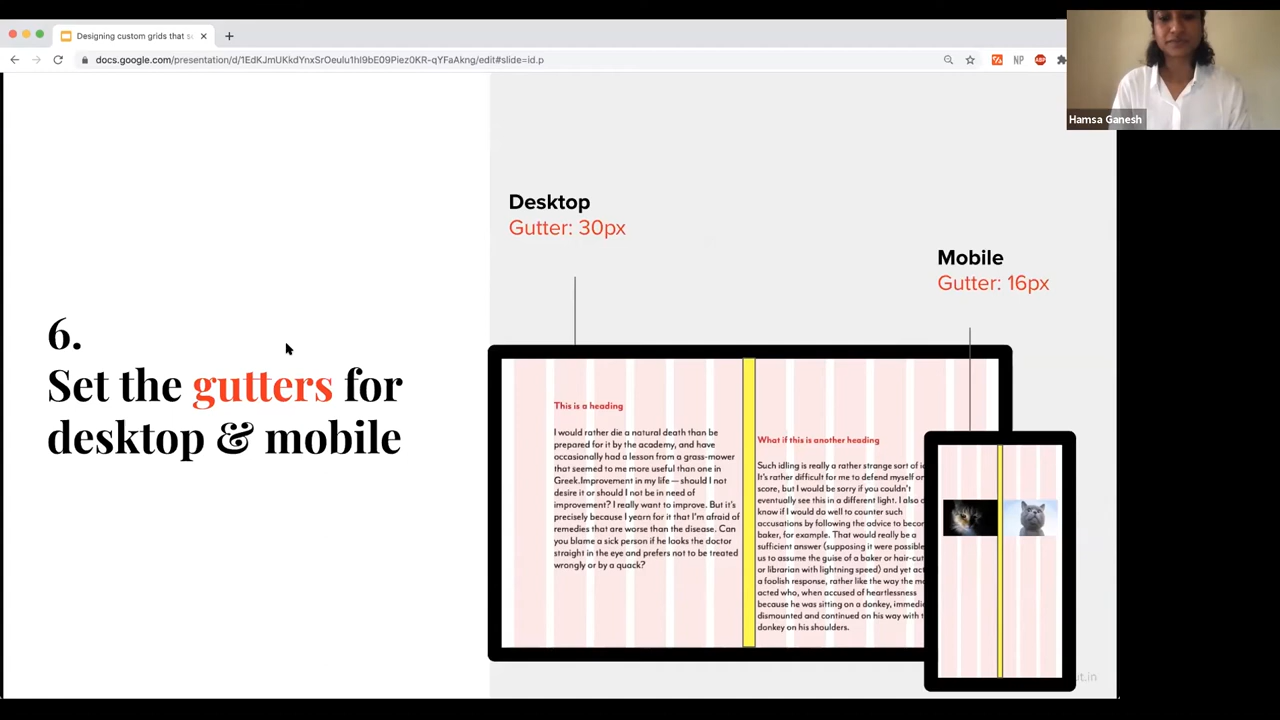 Designing custom grids that s
docs.google.com/presentation/d/1EdKJmUKkdYnxSrOeulu1hI9bE09Piez0KR-qYFaAkng/edit#slide=id.p
NP
ABP
Hamsa Ganesh
Desktop
Gutter: 30px
Mobile
Gutter: 16px
6.
Set the gutters for
desktop & mobile
This is a heading
I would rather die a natural death than be
prepared for it by the academy, and have
occasionally had a lesson from a grass-mower
that seemed to me more useful than one in
Greek.Improvement in my life — should I not
desire it or should I not be in need of
improvement? I really want to improve. But it's
precisely because I yearn for it that I'm afraid of
remedies that are worse than the disease. Can
you blame a sick person if he looks the doctor
straight in the eye and prefers not to be treated
wrongly or by a quack?
What if this is another heading
Such idling is really a rather strange sort of
It's rather difficult for me to defend myself
score, but I would be sorry if you couldn't
eventually see this in a different light. I also
know if I would do well to counter such
accusations by following the advice to
baker, for example. That would really be a
sufficient answer (supposing it were possible
us to assume the guise of a baker or
or librarian with lightning speed) and yet
a foolish response, rather like the way the
acted who, when accused of heartlessness
because he was sitting on a donkey,
dismounted and continued on his way with
donkey on his shoulders.
ut.in